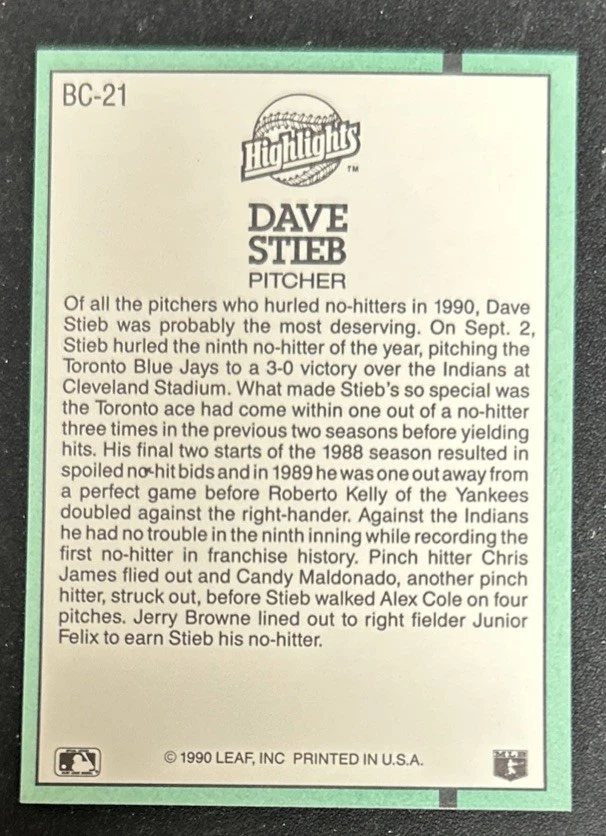 BC-21
Highlights™
DAVE
STIEB
PITCHER
Of all the pitchers who hurled no-hitters in 1990, Dave
Stieb was probably the most deserving. On Sept. 2,
Stieb hurled the ninth no-hitter of the year, pitching the
Toronto Blue Jays to a 3-0 victory over the Indians at
Cleveland Stadium. What made Stieb's so special was
the Toronto ace had come within one out of a no-hitter
three times in the previous two seasons before yielding
hits. His final two starts of the 1988 season resulted in
spoiled no-hit bids and in 1989 he was one out away from
a perfect game before Roberto Kelly of the Yankees
doubled against the right-hander. Against the Indians
he had no trouble in the ninth inning while recording the
first no-hitter in franchise history. Pinch hitter Chris
James flied out and Candy Maldonado, another pinch
hitter, struck out, before Stieb walked Alex Cole on four
pitches. Jerry Browne lined out to right fielder Junior
Felix to earn Stieb his no-hitter.
© 1990 LEAF, INC PRINTED IN U.S.A.
MLB